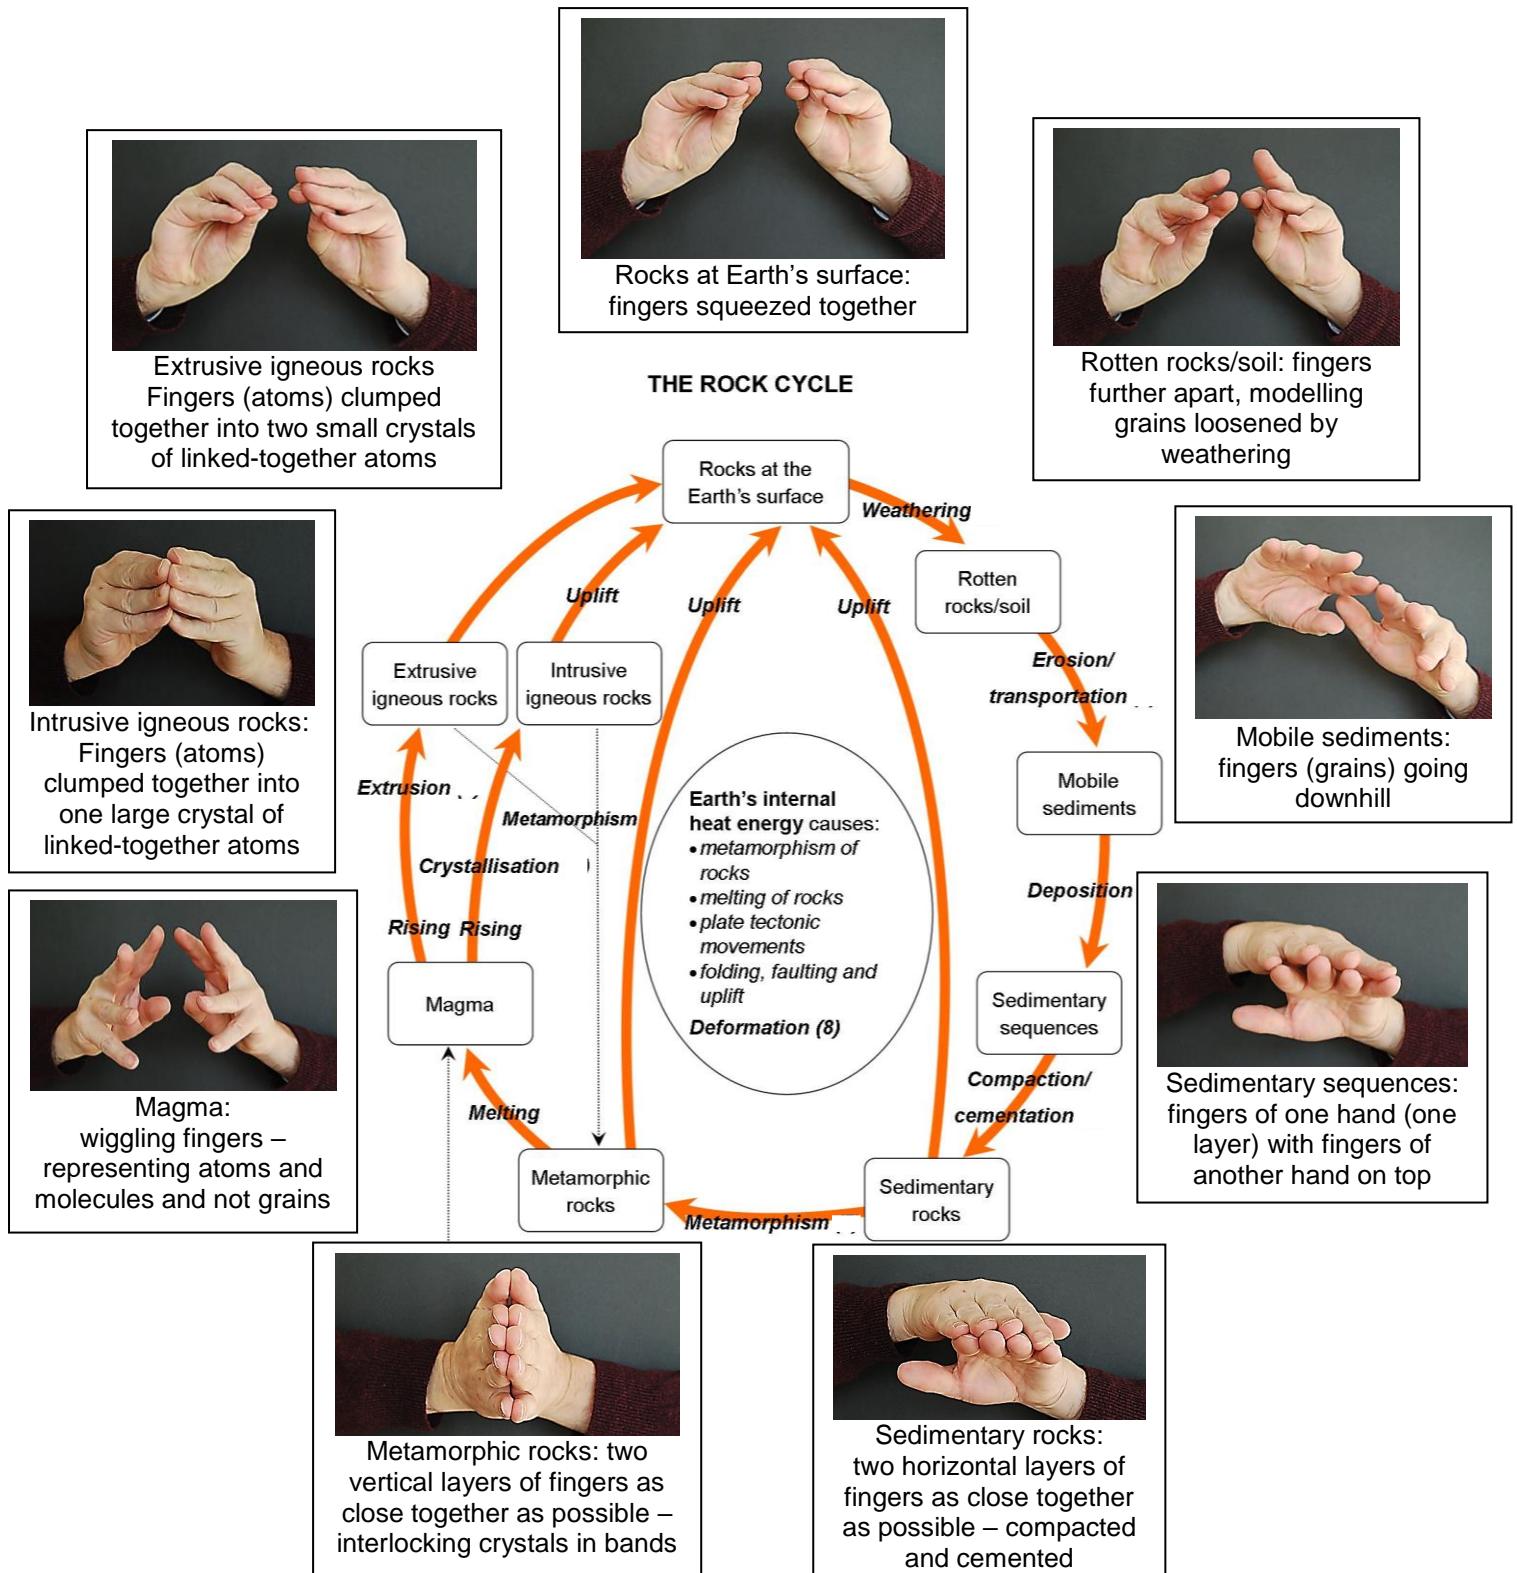 Rocks at Earth’s surface:
fingers squeezed together
Extrusive igneous rocks
Fingers (atoms) clumped
together into two small crystals
of linked-together atoms
Rotten rocks/soil: fingers
further apart, modelling
grains loosened by
weathering
THE ROCK CYCLE
Rocks at the
Earth’s surface
Weathering
Rotten
rocks/soil
Uplift
Uplift
Uplift
Erosion/
transportation
Extrusive
igneous rocks
Intrusive
igneous rocks
Intrusive igneous rocks:
Fingers (atoms)
clumped together into
one large crystal of
linked-together atoms
Mobile sediments:
fingers (grains) going
downhill
Mobile
sediments
Extrusion
Metamorphism
Crystallisation
Earth’s internal
heat energy causes:
• metamorphism of
rocks
• melting of rocks
• plate tectonic
movements
• folding, faulting and
uplift
Deformation (8)
Deposition
Rising
Rising
Magma
Sedimentary
sequences
Compaction/
cementation
Sedimentary sequences:
fingers of one hand (one
layer) with fingers of
another hand on top
Magma:
wiggling fingers –
representing atoms and
molecules and not grains
Melting
Metamorphic
rocks
Metamorphism
Sedimentary
rocks
Metamorphic rocks: two
vertical layers of fingers as
close together as possible –
interlocking crystals in bands
Sedimentary rocks:
two horizontal layers of
fingers as close together
as possible – compacted
and cemented